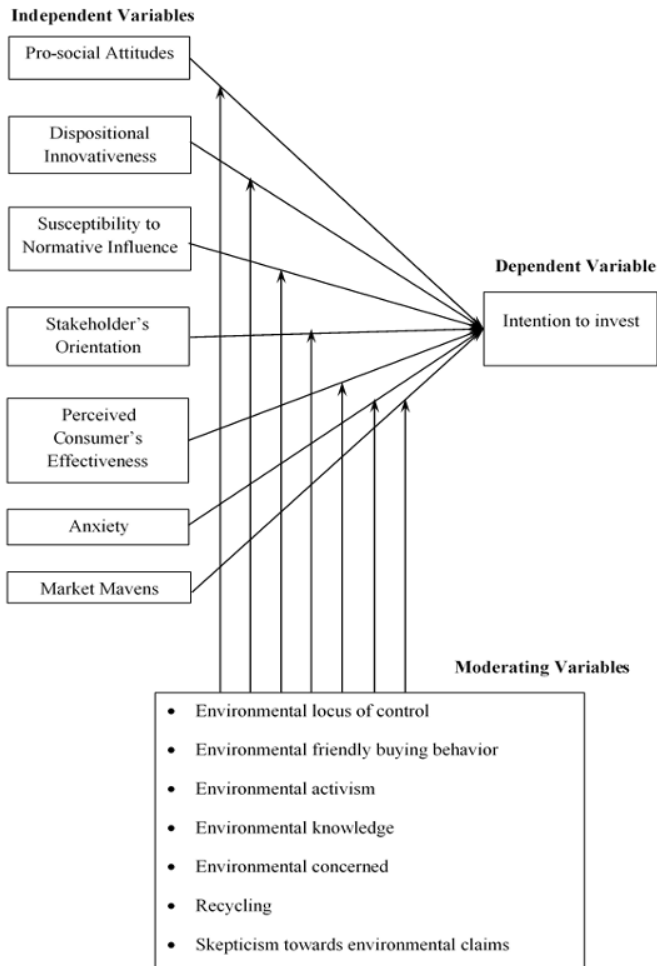 Independent Variables
Pro-social Attitudes
Dispositional
Innovativeness
Susceptibility to
Normative Influence
Stakeholder's
Orientation
Perceived
Consumer's
Effectiveness
Anxiety
Market Mavens
Dependent Variable
Intention to invest
Moderating Variables
• Environmental locus of control
• Environmental friendly buying behavior
• Environmental activism
• Environmental knowledge
• Environmental concerned
• Recycling
• Skepticism towards environmental claims